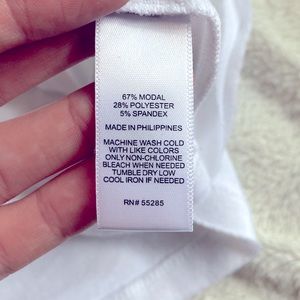 67% MODAL
28% POLYESTER
5% SPANDEX
MADE IN PHILIPPINES
MACHINE WASH COLD
WITH LIKE COLORS
ONLY NON-CHLORINE
BLEACH WHEN NEEDED
TUMBLE DRY LOW
COOL IRON IF NEEDED
RN# 55285